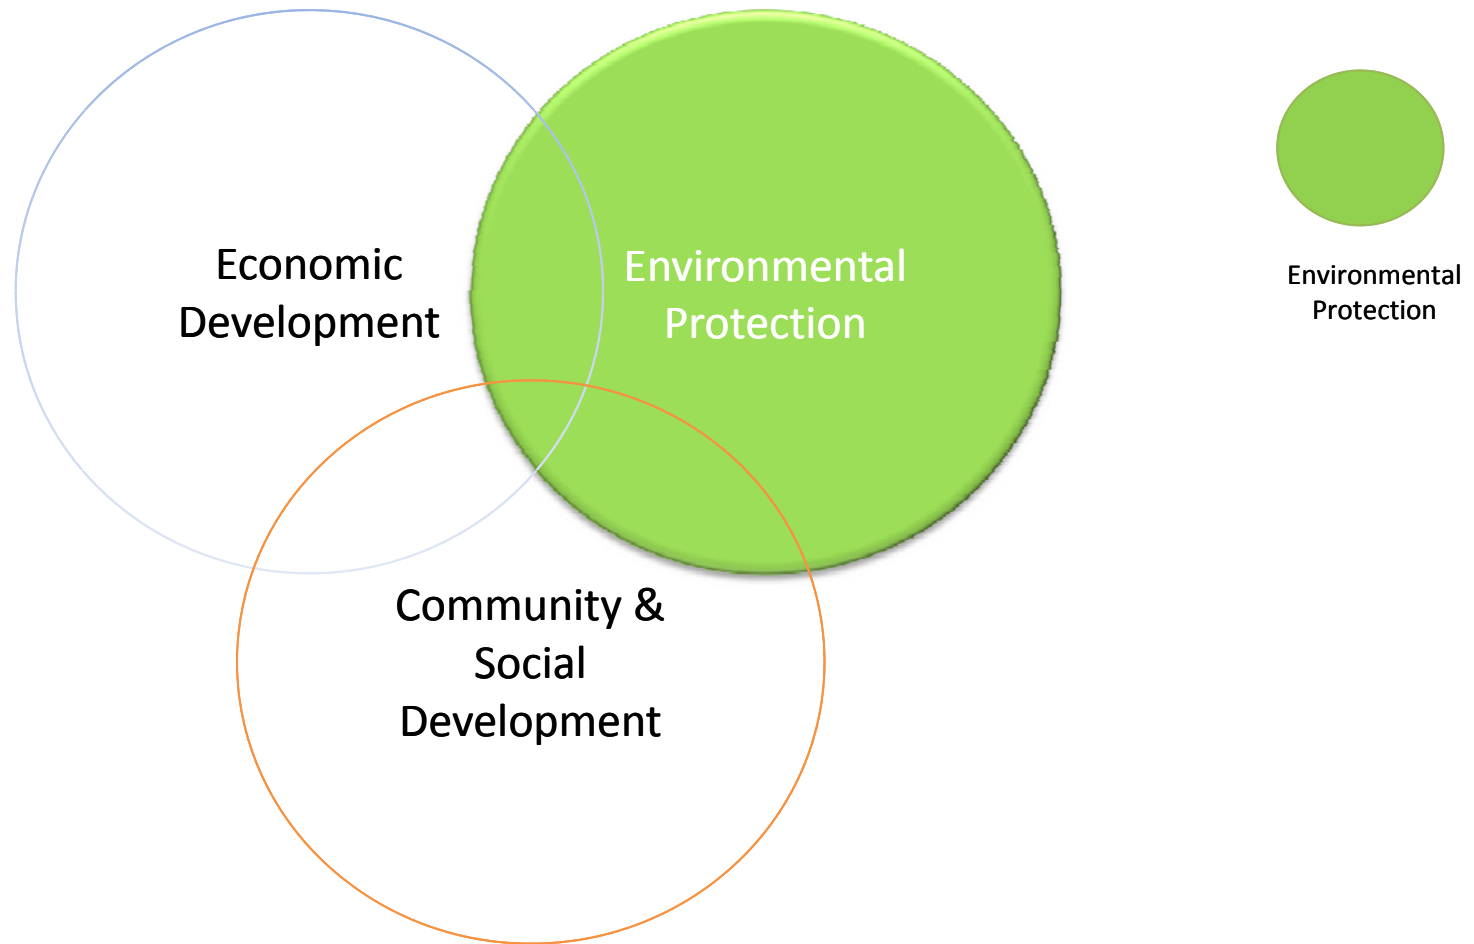 Economic
Development
Environmental
Protection
Community &
Social
Development
Environmental
Protection